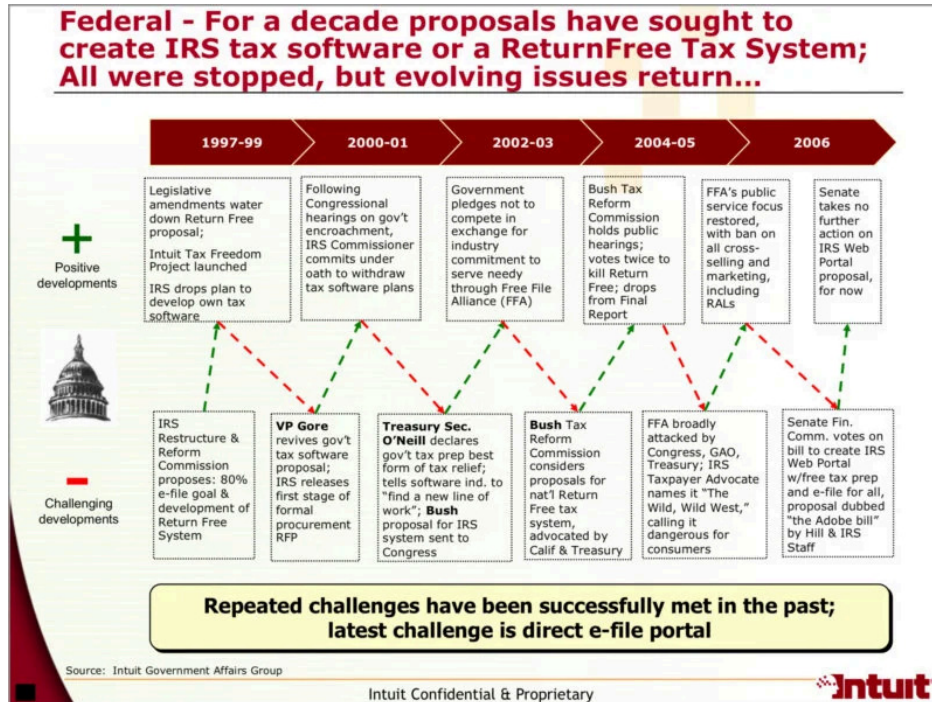 Federal - For a decade proposals have sought to
create IRS tax software or a ReturnFree Tax System;
All were stopped, but evolving issues return...
1997-99
2000-01
2002-03
2004-05
2006
+
Positive
developments
Legislative
amendments water
down Return Free
proposal;
Intuit Tax Freedom
Project launched
IRS drops plan to
develop own tax
software
Following
Congressional
hearings on gov't
encroachment,
IRS Commissioner
commits under
oath to withdraw
tax software plans
Government
pledges not to
compete in
exchange for
industry
commitment to
serve needy
through Free File
Alliance (FFA)
Bush Tax
Reform
Commission
holds public
hearings;
votes twice to
kill Return
Free; drops
from Final
Report
FFA's public
service focus
restored,
with ban on
all cross-
selling and
marketing,
including
RALs
Senate
takes no
further
action on
IRS Web
Portal
proposal,
for now
-
Challenging
developments
IRS
Restructure &
Reform
Commission
proposes: 80%
e-file goal &
development of
Return Free
System
VP Gore
revives gov't
tax software
proposal;
IRS releases
first stage of
formal
procurement
RFP
Treasury Sec.
O'Neill declares
gov't tax prep best
form of tax relief;
tells software ind. to
"find a new line of
work"; Bush
proposal for IRS
system sent to
Congress
Bush Tax
Reform
Commission
considers
proposals for
nat'l Return
Free tax
system,
advocated by
Calif & Treasury
FFA broadly
attacked by
Congress, GAO,
Treasury; IRS
Taxpayer Advocate
names it "The
Wild, Wild West,"
calling it
dangerous for
consumers
Senate Fin.
Comm. votes on
bill to create IRS
Web Portal
w/free tax prep
and e-file for all,
proposal dubbed
"the Adobe bill"
by Hill & IRS
Staff
Repeated challenges have been successfully met in the past;
latest challenge is direct e-file portal
Source: Intuit Government Affairs Group
Intuit Confidential & Proprietary
Intuit